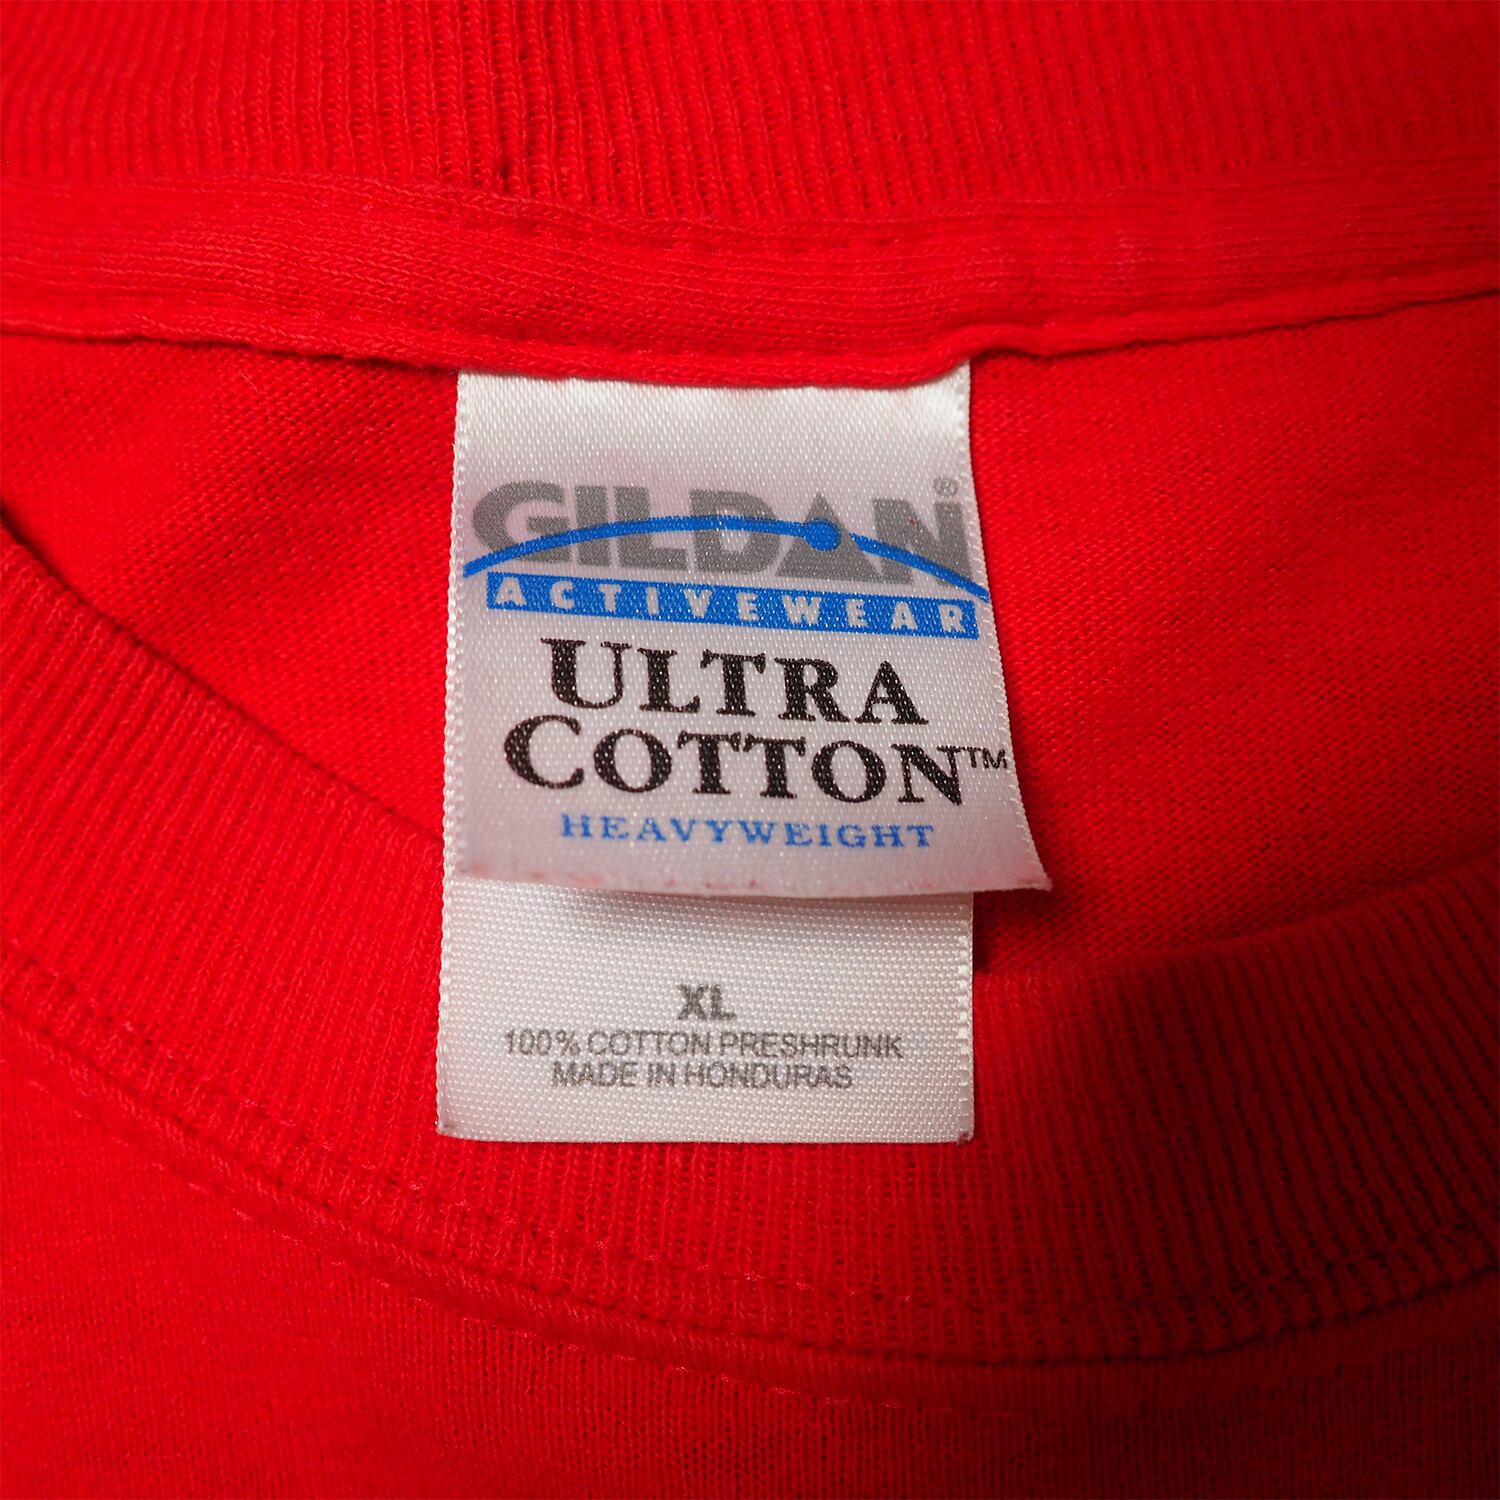 GILDAN®
ACTIVEWEAR
ULTRA
COTTON™
HEAVYWEIGHT
XL
100% COTTON PRESHRUNK
MADE IN HONDURAS